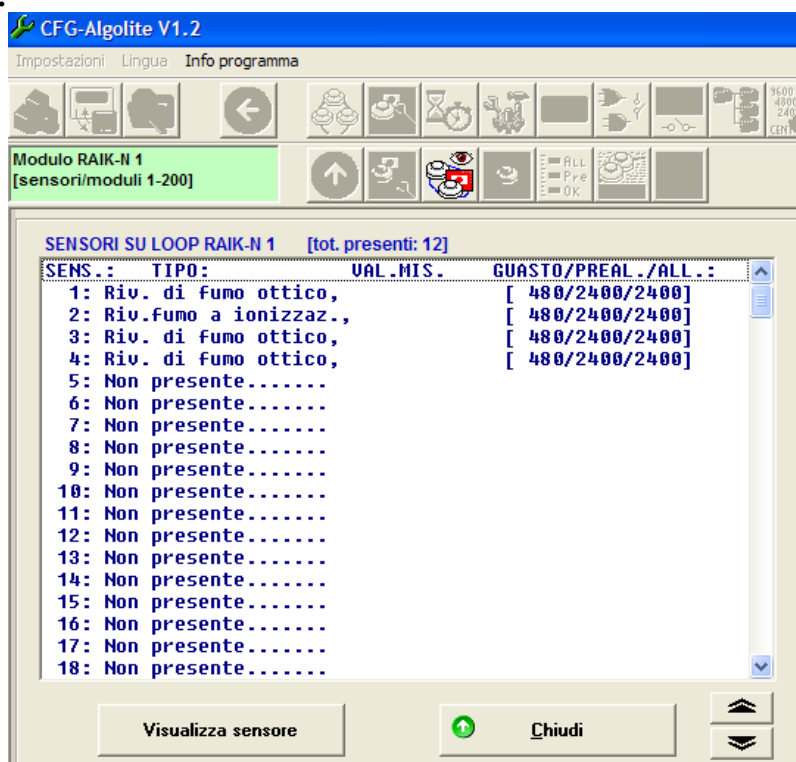 CFG-Algolite V1.2
Impostazioni Lingua Info programma
9600
4800
240
CENT
Modulo RAIK-N 1
[sensori/moduli 1-200]
ALL
Pre
OK
SENSORI SU LOOP RAIK-N 1 [tot. presenti: 12]
SENS.: TIPO: VAL.MIS. GUASTO/PREAL./ALL.:
1: Riv. di fumo ottico, [ 480/2400/2400]
2: Riv.fumo a ionizzaz., [ 480/2400/2400]
3: Riv. di fumo ottico, [ 480/2400/2400]
4: Riv. di fumo ottico, [ 480/2400/2400]
5: Non presente.......
6: Non presente.......
7: Non presente.......
8: Non presente.......
9: Non presente.......
10: Non presente.......
11: Non presente.......
12: Non presente.......
13: Non presente.......
14: Non presente.......
15: Non presente.......
16: Non presente.......
17: Non presente.......
18: Non presente.......
Visualizza sensore
Chiudi